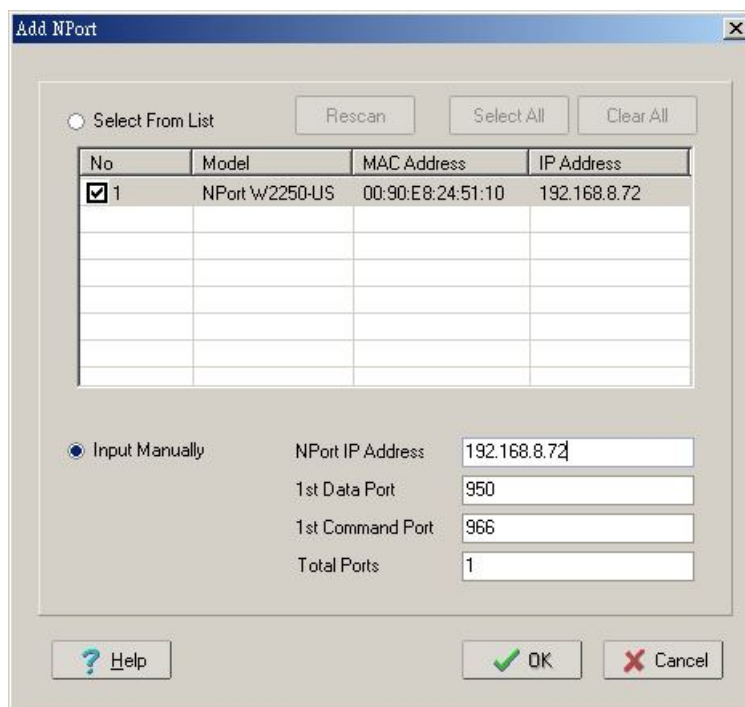 Add NPort
Select From List
Rescan
Select All
Clear All
No Model MAC Address IP Address
1 NPort W2250-US 00:90:E8:24:51:10 192.168.8.72
Input Manually
NPort IP Address 192.168.8.72
1st Data Port 950
1st Command Port 966
Total Ports 1
Help
OK
Cancel